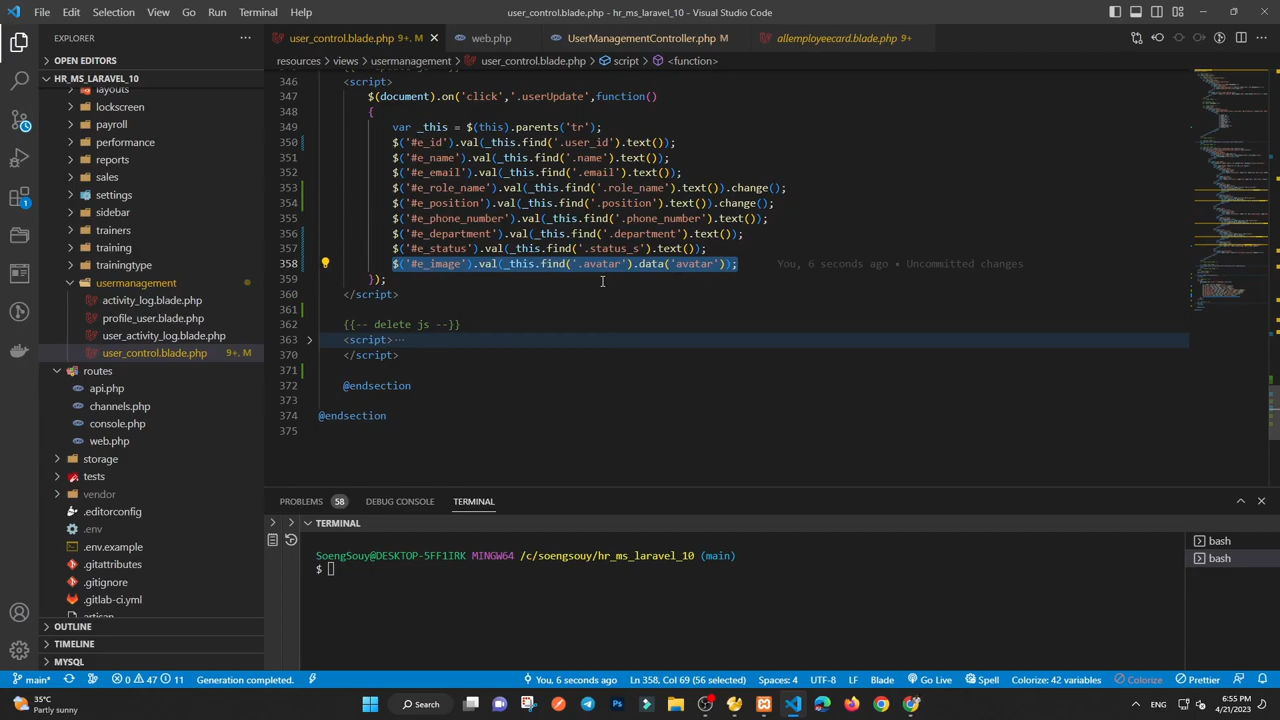 File Edit Selection View Go Run Terminal Help
user_control.blade.php - hr_ms_laravel_10 - Visual Studio Code
EXPLORER
OPEN EDITORS
HR_MS_LARAVEL_10
layouts
lockscreen
payroll
performance
reports
sales
settings
sidebar
trainers
training
trainingtype
usermanagement
activity_log.blade.php
profile_user.blade.php
user_activity_log.blade.php
user_control.blade.php 9+, M
routes
api.php
channels.php
console.php
web.php
storage
tests
vendor
.editorconfig
.env
.env.example
.gitattributes
.gitignore
.gitlab-ci.yml
artisan
OUTLINE
TIMELINE
MYSQL
user_control.blade.php 9+, M
web.php
UserManagementController.php M
allemployeecard.blade.php 9+
resources > views > usermanagement > user_control.blade.php > script > <function>
346 <script>
347 $(document).on('click','.userUpdate',function()
348 {
349 var _this = $(this).parents('tr');
350 $('#e_id').val(_this.find('.user_id').text());
351 $('#e_name').val(_this.find('.name').text());
352 $('#e_email').val(_this.find('.email').text());
353 $('#e_role_name').val(_this.find('.role_name').text()).change();
354 $('#e_position').val(_this.find('.position').text()).change();
355 $('#e_phone_number').val(_this.find('.phone_number').text());
356 $('#e_department').val(_this.find('.department').text());
357 $('#e_status').val(_this.find('.status_s').text());
358 $('#e_image').val(_this.find('.avatar').data('avatar')); You, 6 seconds ago • Uncommitted changes
359 });
360 </script>
361
362 {{-- delete js --}}
363 <script>…
370 </script>
371
372 @endsection
373
374 @endsection
375
PROBLEMS 58 DEBUG CONSOLE TERMINAL
TERMINAL
SoengSouy@DESKTOP-5FF1IRK MINGW64 /c/soengsouy/hr_ms_laravel_10 (main)
$
bash
bash
main* 0 47 11 Generation completed. You, 6 seconds ago Ln 358, Col 69 (56 selected) Spaces: 4 UTF-8 LF Blade Go Live Spell Colorize: 42 variables Colorize Prettier
35°C
Partly sunny
Search
ENG
6:55 PM
4/21/2023